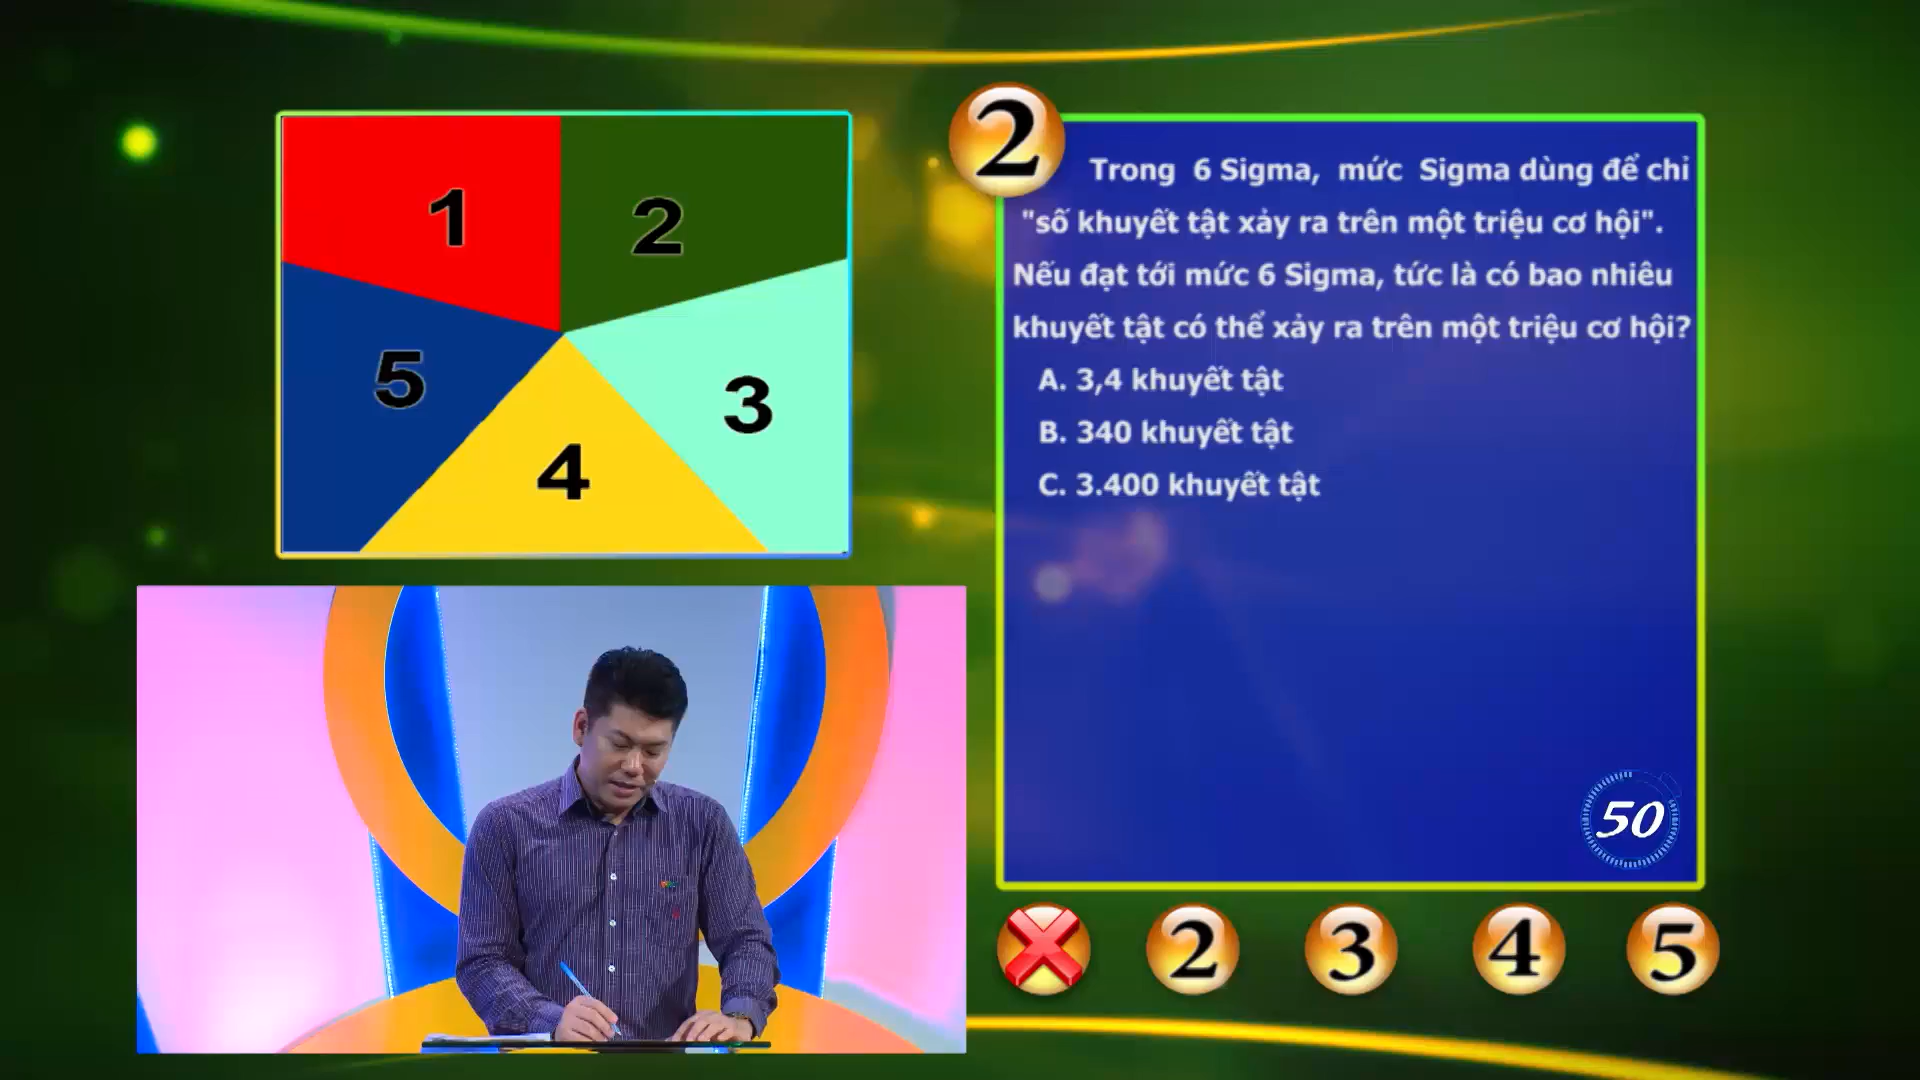 1
2
3
4
5
2
Trong 6 Sigma, mức Sigma dùng để chỉ
"số khuyết tật xảy ra trên một triệu cơ hội".
Nếu đạt tới mức 6 Sigma, tức là có bao nhiêu
khuyết tật có thể xảy ra trên một triệu cơ hội?
A. 3,4 khuyết tật
B. 340 khuyết tật
C. 3.400 khuyết tật
50
2 3 4 5